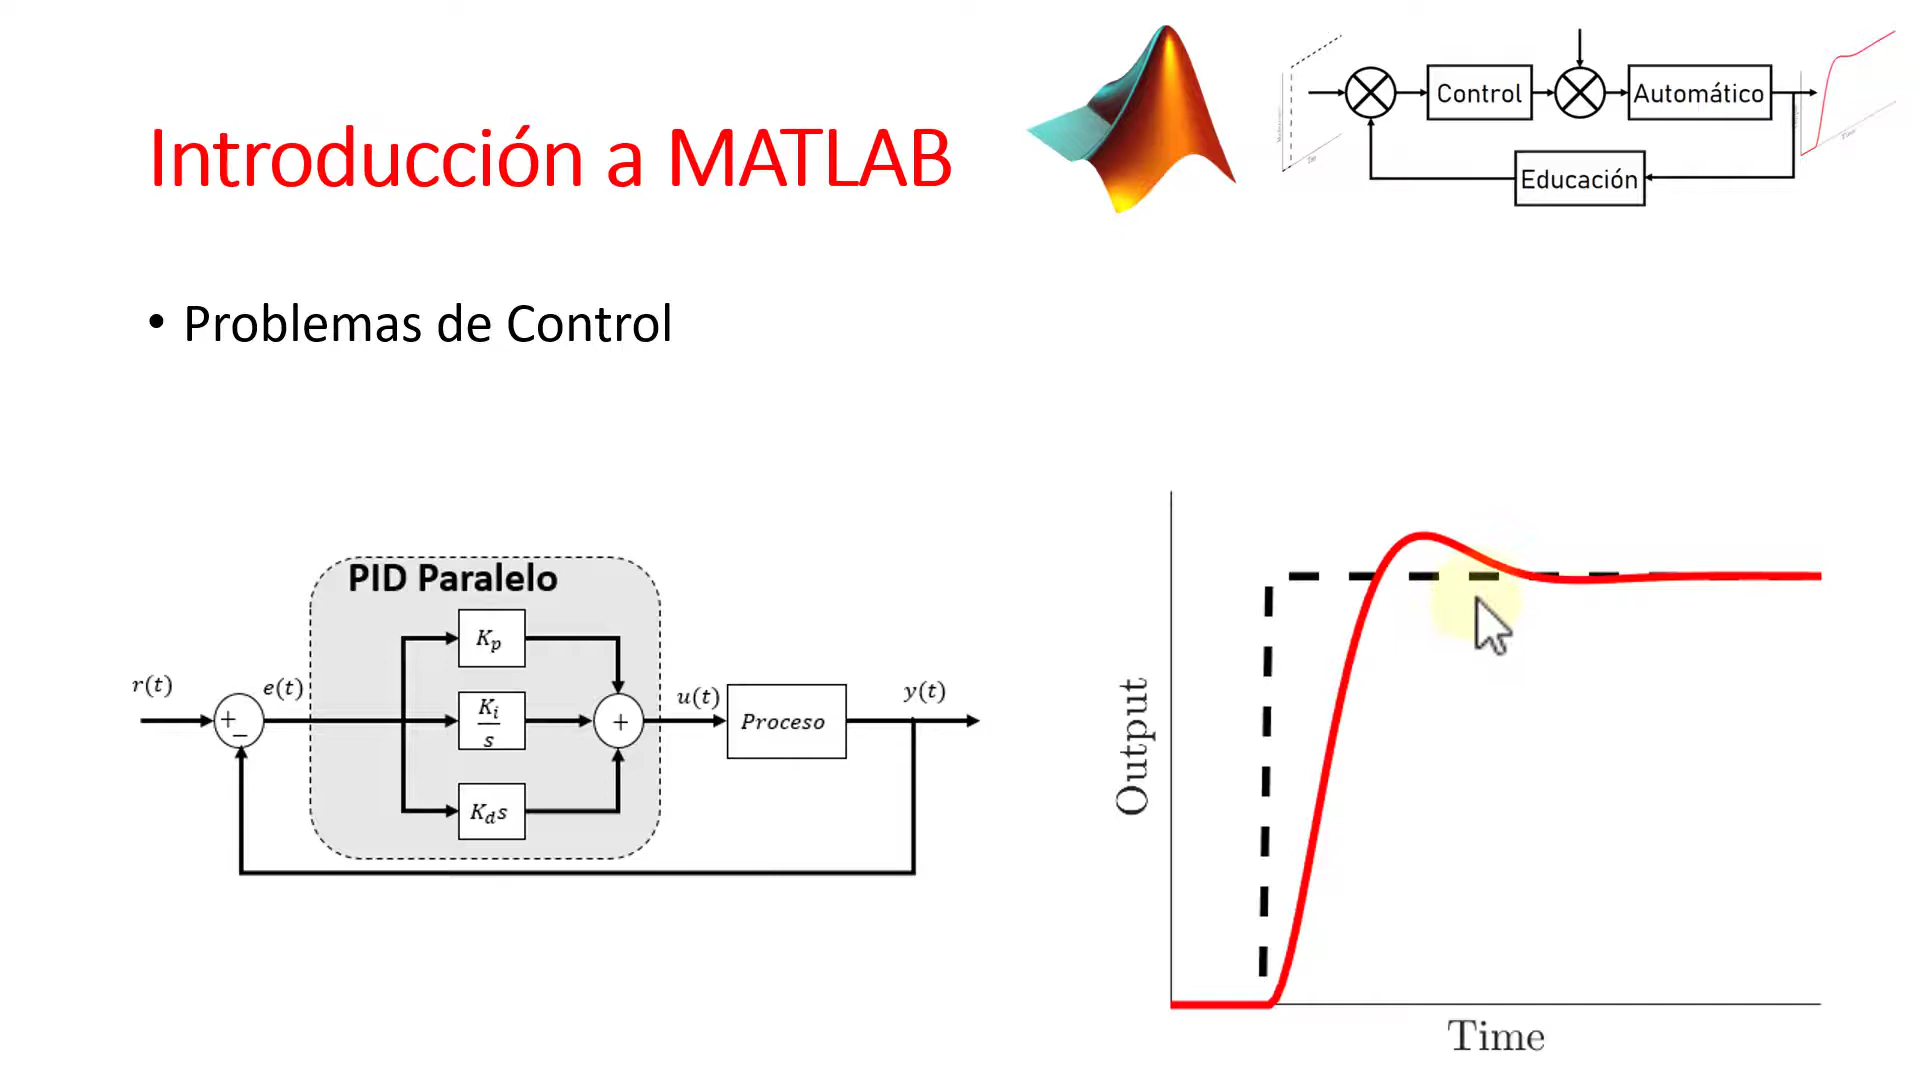 Introducción a MATLAB
Control
Automático
Educación
• Problemas de Control
PID Paralelo
K_p
r(t)
e(t)
+
−
K_i
s
+
u(t)
Proceso
y(t)
K_d s
Output
Time